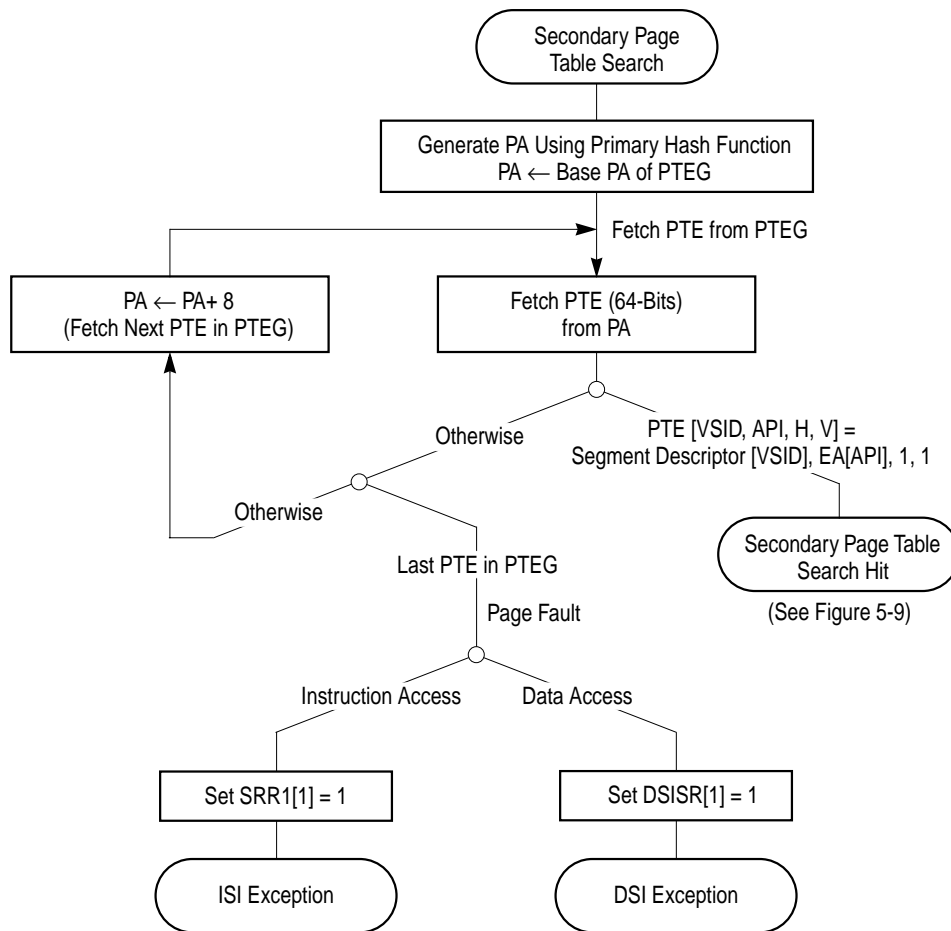 Secondary Page
Table Search
Generate PA Using Primary Hash Function
PA ← Base PA of PTEG
Fetch PTE from PTEG
PA ← PA+ 8
(Fetch Next PTE in PTEG)
Fetch PTE (64-Bits)
from PA
Otherwise
PTE [VSID, API, H, V] =
Segment Descriptor [VSID], EA[API], 1, 1
Otherwise
Secondary Page Table
Search Hit
(See Figure 5-9)
Last PTE in PTEG
Page Fault
Instruction Access
Data Access
Set SRR1[1] = 1
Set DSISR[1] = 1
ISI Exception
DSI Exception